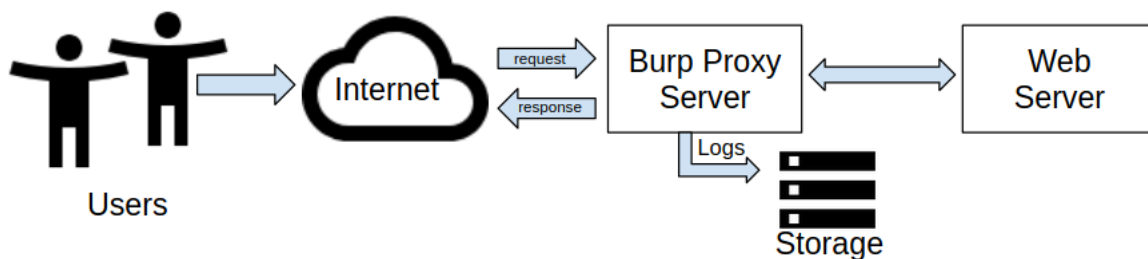 Users
Internet
request
response
Burp Proxy
Server
Logs
Storage
Web
Server